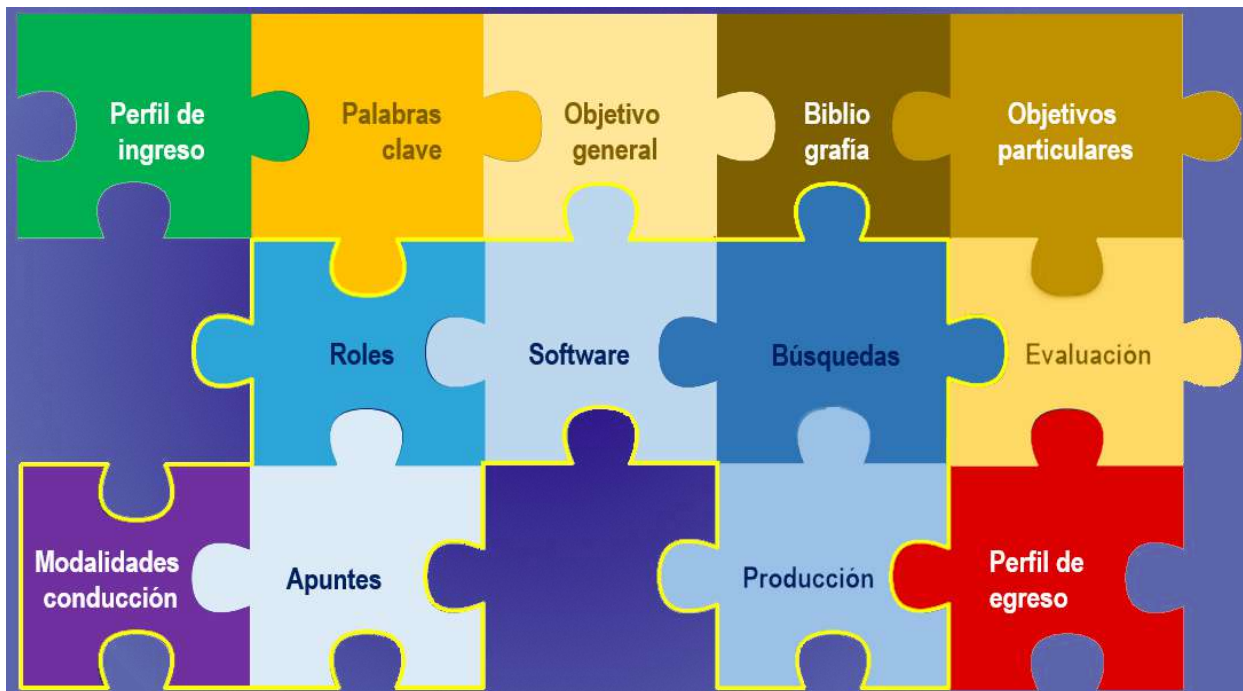 Perfil de
ingreso
Palabras
clave
Objetivo
general
Biblio
grafía
Objetivos
particulares
Roles
Software
Búsquedas
Evaluación
Modalidades
conducción
Apuntes
Producción
Perfil de
egreso